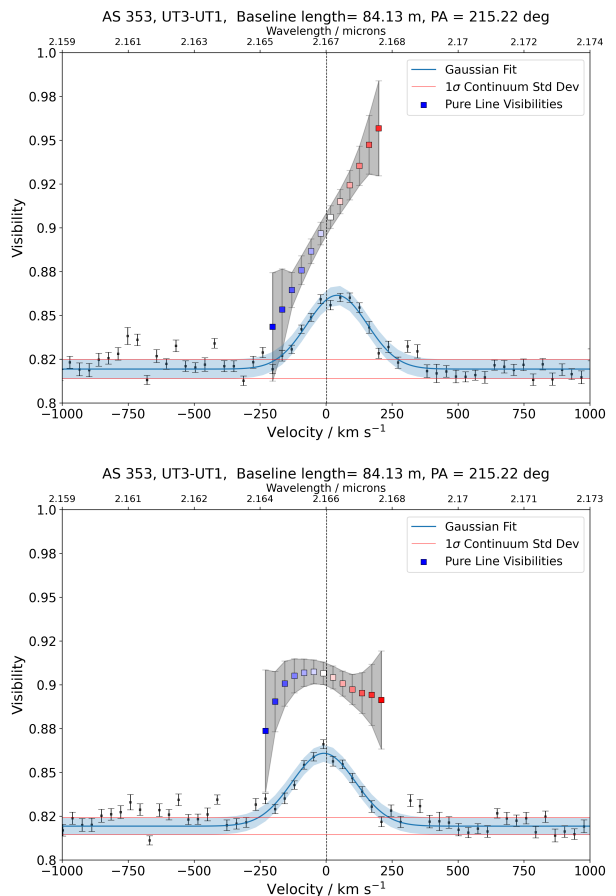 AS 353, UT3-UT1,  Baseline length= 84.13 m, PA = 215.22 deg
Wavelength / microns
2.159 2.161 2.163 2.164 2.165 2.167 2.168 2.17 2.171 2.172 2.174
Gaussian Fit
1σ Continuum Std Dev
Pure Line Visibilities
Visibility
1.0
0.98
0.95
0.92
0.9
0.88
0.85
0.82
0.8
−1000 −750 −500 −250 0 250 500 750 1000
Velocity / km s⁻¹
AS 353, UT3-UT1,  Baseline length= 84.13 m, PA = 215.22 deg
Wavelength / microns
2.159 2.161 2.162 2.164 2.166 2.168 2.17 2.171 2.173
Gaussian Fit
1σ Continuum Std Dev
Pure Line Visibilities
Visibility
1.0
0.98
0.95
0.92
0.9
0.88
0.85
0.82
0.8
−1000 −750 −500 −250 0 250 500 750 1000
Velocity / km s⁻¹